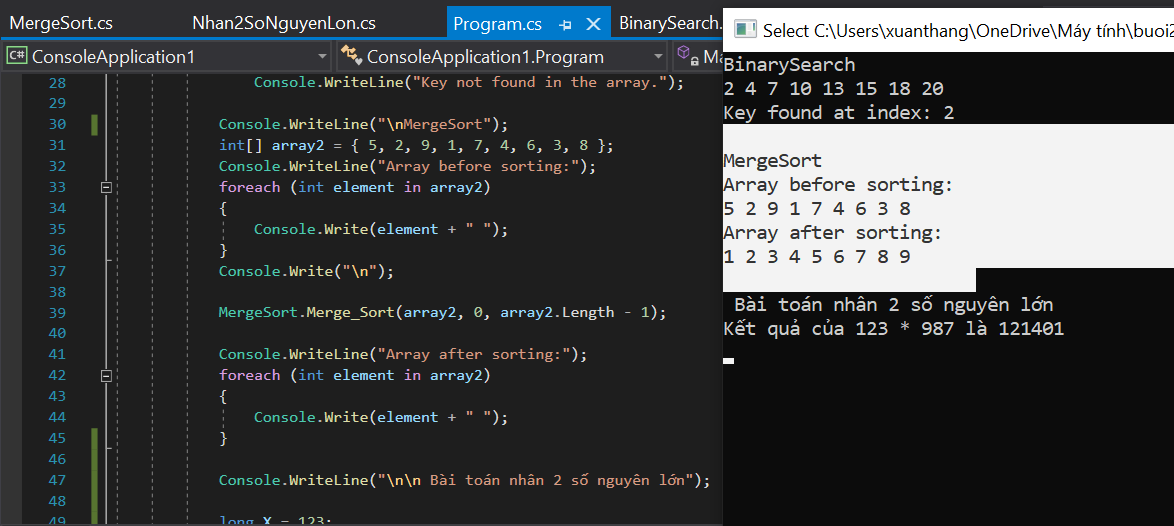 MergeSort.cs Nhan2SoNguyenLon.cs Program.cs BinarySearch.
C# ConsoleApplication1 ConsoleApplication1.Program Ma
28 Console.WriteLine("Key not found in the array.");
29
30 Console.WriteLine("\nMergeSort");
31 int[] array2 = { 5, 2, 9, 1, 7, 4, 6, 3, 8 };
32 Console.WriteLine("Array before sorting:");
33 foreach (int element in array2)
34 {
35 Console.Write(element + " ");
36 }
37 Console.Write("\n");
38
39 MergeSort.Merge_Sort(array2, 0, array2.Length - 1);
40
41 Console.WriteLine("Array after sorting:");
42 foreach (int element in array2)
43 {
44 Console.Write(element + " ");
45 }
46
47 Console.WriteLine("\n\n Bài toán nhân 2 số nguyên lớn");
48
49 long X = 123;
Select C:\Users\xuanthang\OneDrive\Máy tính\buoi2
BinarySearch
2 4 7 10 13 15 18 20
Key found at index: 2
MergeSort
Array before sorting:
5 2 9 1 7 4 6 3 8
Array after sorting:
1 2 3 4 5 6 7 8 9
Bài toán nhân 2 số nguyên lớn
Kết quả của 123 * 987 là 121401